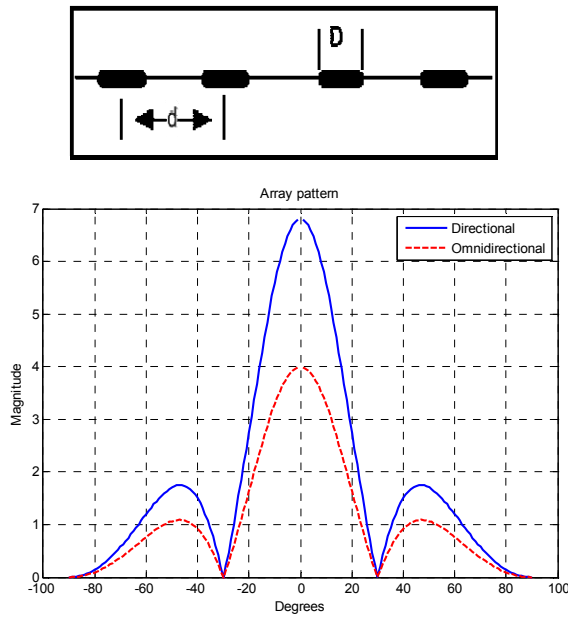 D
d
Array pattern
7
6
5
4
3
2
1
0
Magnitude
Directional
Omnidirectional
-100 -80 -60 -40 -20 0 20 40 60 80 100
Degrees